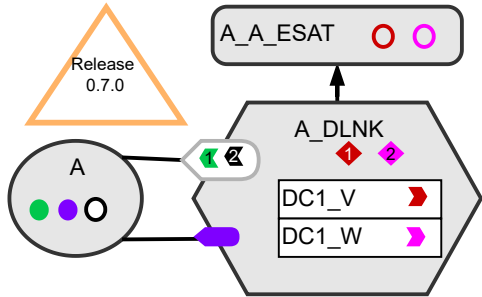 A_A_ESAT
Release
0.7.0
A_DLNK
1 2
1 2
A
DC1_V
DC1_W